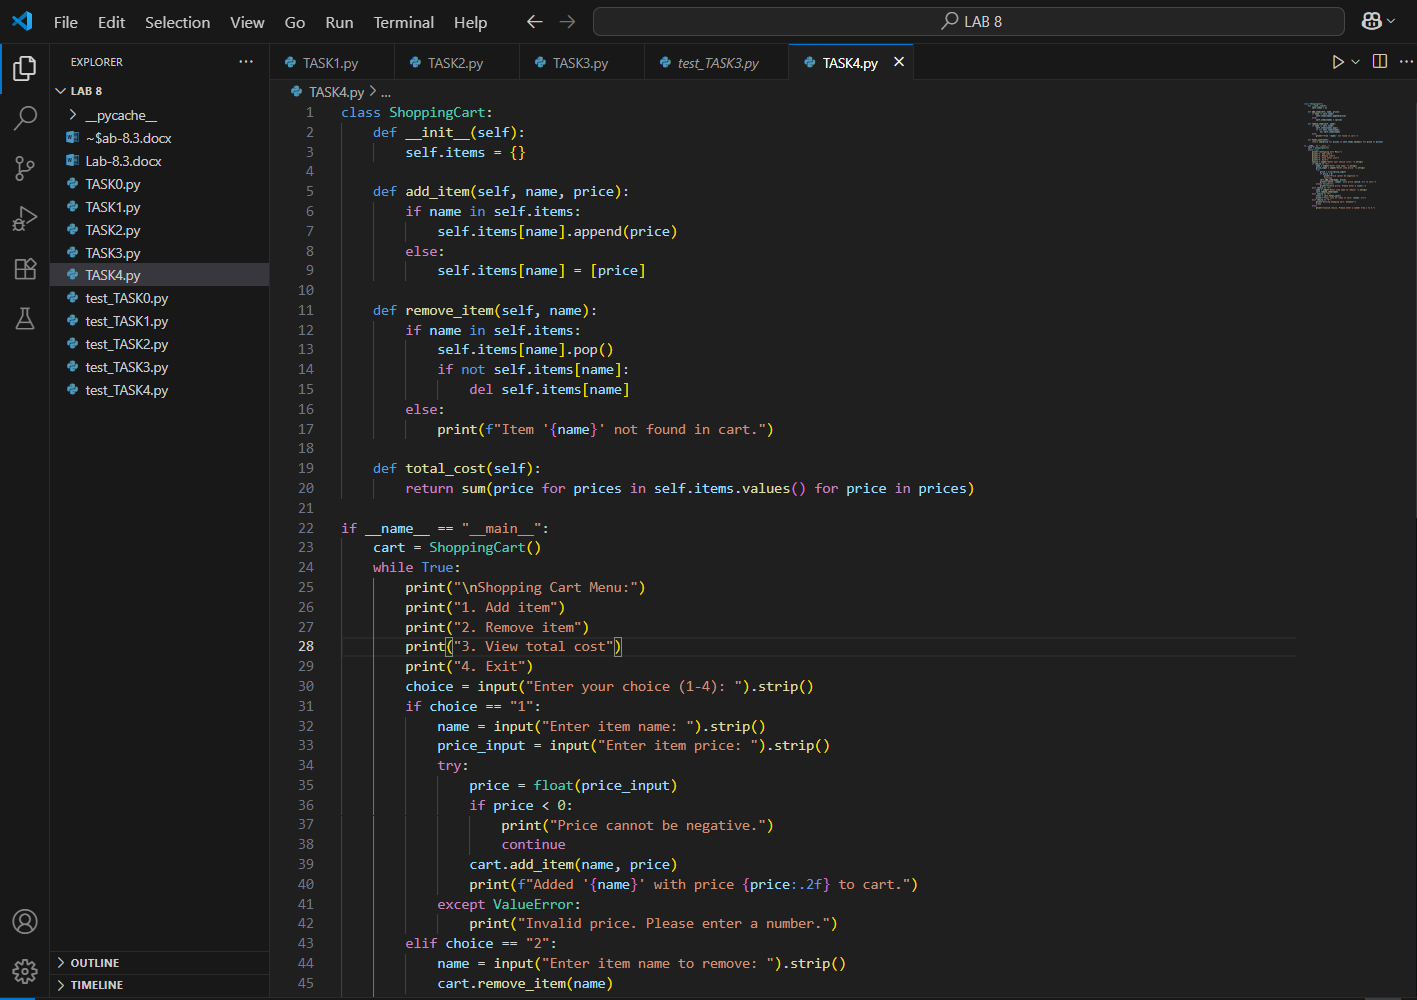 File Edit Selection View Go Run Terminal Help
LAB 8
EXPLORER
LAB 8
__pycache__
~$ab-8.3.docx
Lab-8.3.docx
TASK0.py
TASK1.py
TASK2.py
TASK3.py
TASK4.py
test_TASK0.py
test_TASK1.py
test_TASK2.py
test_TASK3.py
test_TASK4.py
OUTLINE
TIMELINE
TASK1.py TASK2.py TASK3.py test_TASK3.py TASK4.py
TASK4.py > ...
1 class ShoppingCart:
2 def __init__(self):
3 self.items = {}
4
5 def add_item(self, name, price):
6 if name in self.items:
7 self.items[name].append(price)
8 else:
9 self.items[name] = [price]
10
11 def remove_item(self, name):
12 if name in self.items:
13 self.items[name].pop()
14 if not self.items[name]:
15 del self.items[name]
16 else:
17 print(f"Item '{name}' not found in cart.")
18
19 def total_cost(self):
20 return sum(price for prices in self.items.values() for price in prices)
21
22 if __name__ == "__main__":
23 cart = ShoppingCart()
24 while True:
25 print("\nShopping Cart Menu:")
26 print("1. Add item")
27 print("2. Remove item")
28 print("3. View total cost")
29 print("4. Exit")
30 choice = input("Enter your choice (1-4): ").strip()
31 if choice == "1":
32 name = input("Enter item name: ").strip()
33 price_input = input("Enter item price: ").strip()
34 try:
35 price = float(price_input)
36 if price < 0:
37 print("Price cannot be negative.")
38 continue
39 cart.add_item(name, price)
40 print(f"Added '{name}' with price {price:.2f} to cart.")
41 except ValueError:
42 print("Invalid price. Please enter a number.")
43 elif choice == "2":
44 name = input("Enter item name to remove: ").strip()
45 cart.remove_item(name)